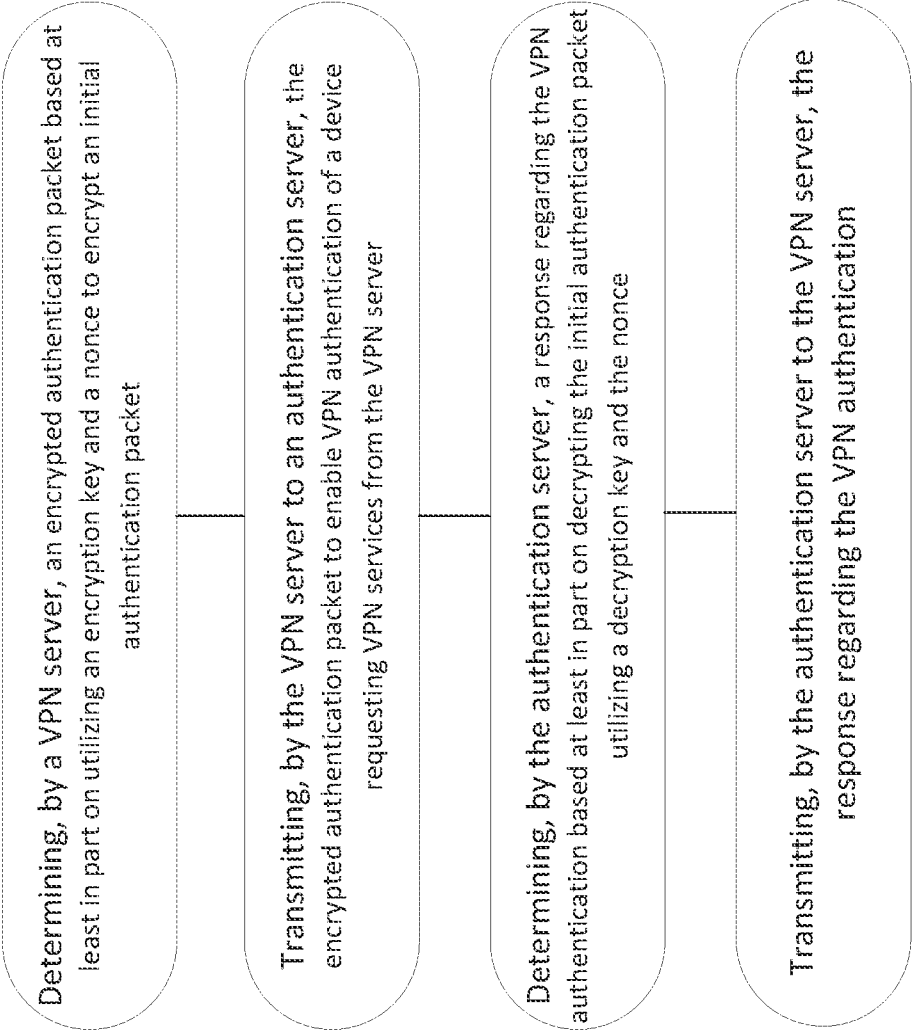 Determining, by a VPN server, an encrypted authentication packet based at
least in part on utilizing an encryption key and a nonce to encrypt an initial
authentication packet
Transmitting, by the VPN server to an authentication server, the
encrypted authentication packet to enable VPN authentication of a device
requesting VPN services from the VPN server
Determining, by the authentication server, a response regarding the VPN
authentication based at least in part on decrypting the initial authentication packet
utilizing a decryption key and the nonce
Transmitting, by the authentication server to the VPN server, the
response regarding the VPN authentication